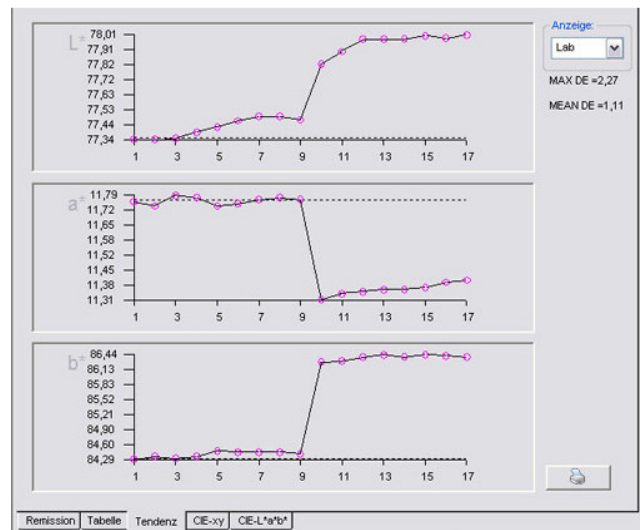 L*
78,01
77,91
77,82
77,72
77,63
77,53
77,44
77,34
1 3 5 7 9 11 13 15 17
a*
11,79
11,72
11,65
11,58
11,52
11,45
11,38
11,31
1 3 5 7 9 11 13 15 17
b*
86,44
86,13
85,83
85,52
85,21
84,90
84,60
84,29
1 3 5 7 9 11 13 15 17
Anzeige:
Lab
MAX DE =2,27
MEAN DE =1,11
Remission Tabelle Tendenz CIE-xy CIE-L*a*b*